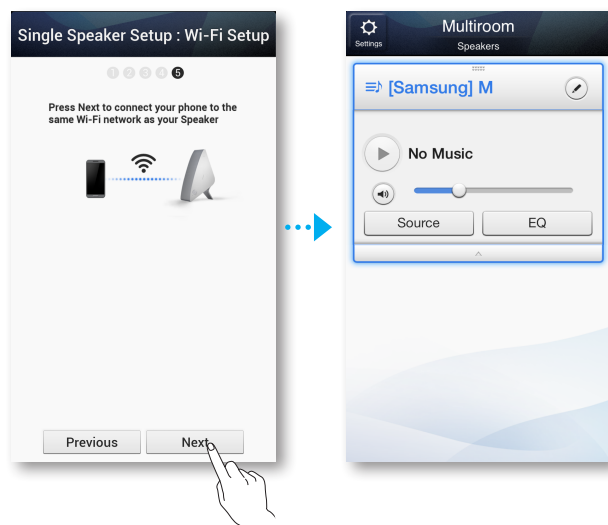 Single Speaker Setup : Wi-Fi Setup
1 2 3 4 5
Press Next to connect your phone to the
same Wi-Fi network as your Speaker
Previous
Next
Settings
Multiroom
Speakers
[Samsung] M
No Music
Source
EQ